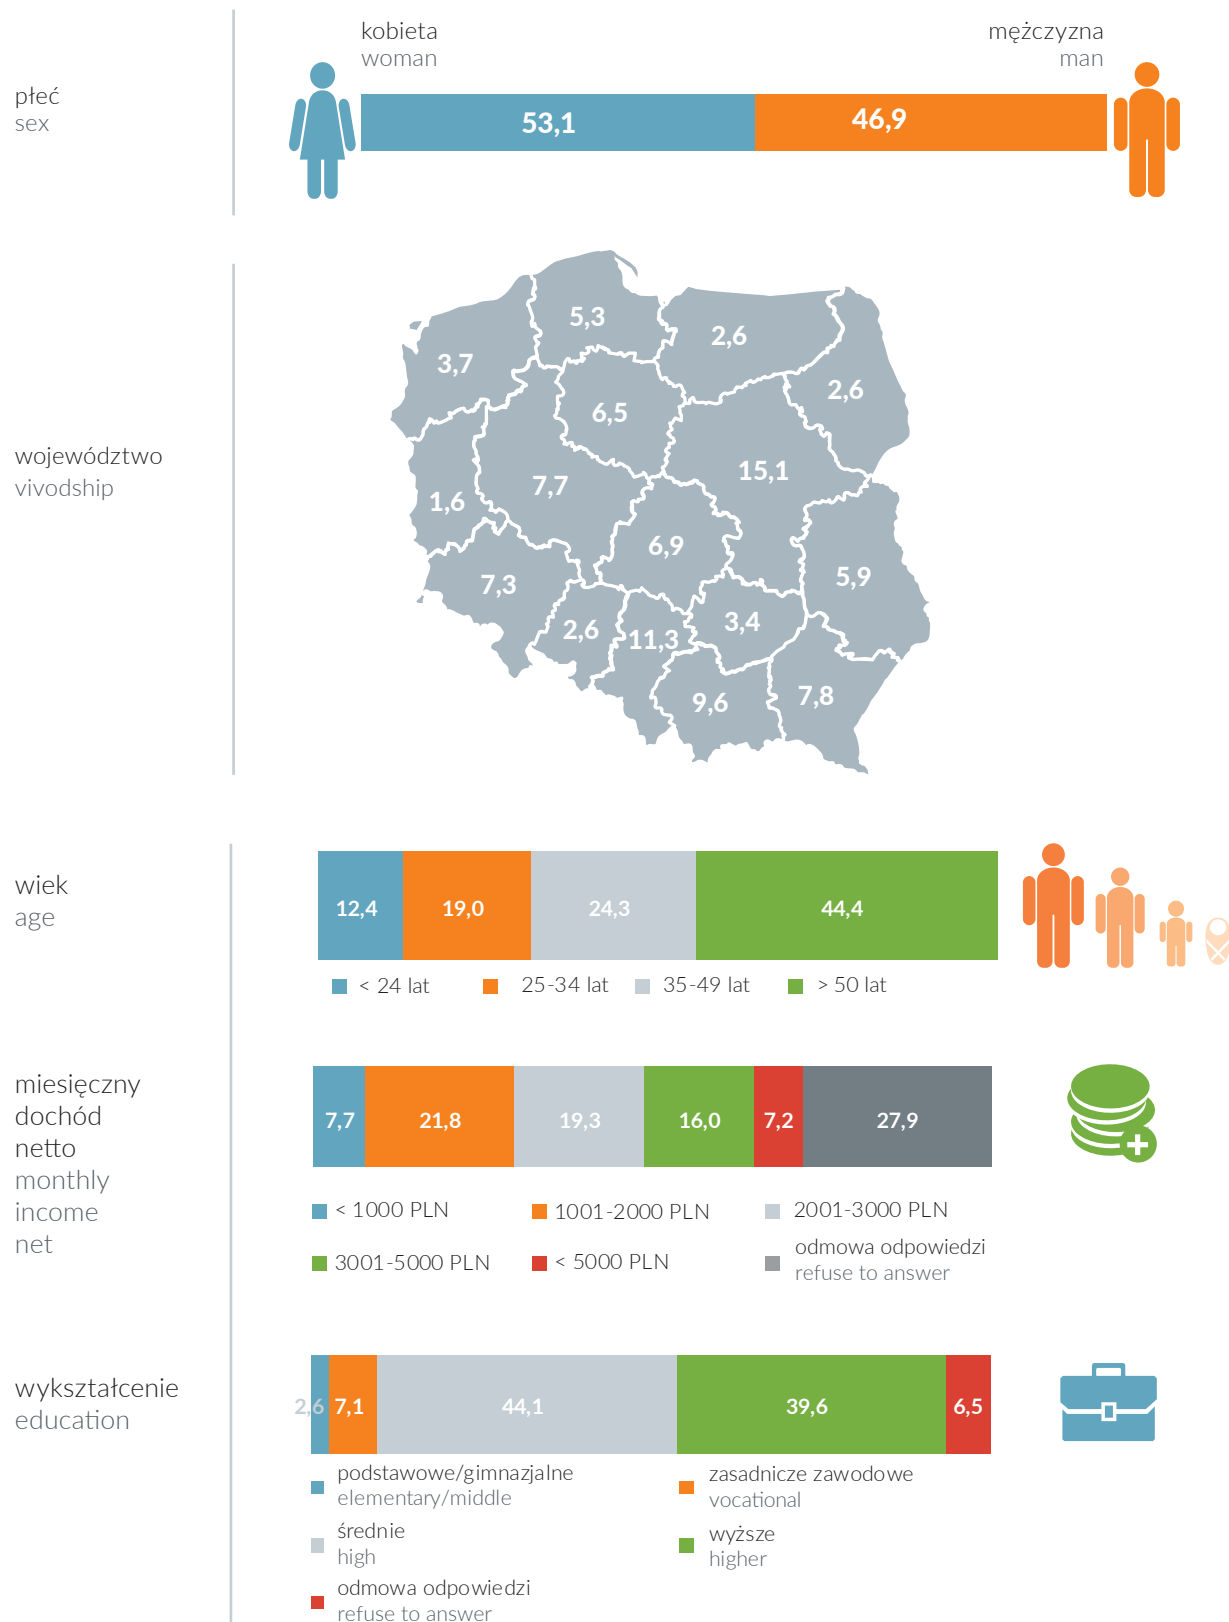 kobieta
woman
mężczyzna
man
płeć
sex
53,1
46,9
województwo
vivodship
5,3
2,6
3,7
2,6
6,5
15,1
7,7
1,6
6,9
5,9
7,3
3,4
2,6
11,3
7,8
9,6
wiek
age
12,4
19,0
24,3
44,4
< 24 lat
25-34 lat
35-49 lat
> 50 lat
miesięczny
dochód
netto
monthly
income
net
7,7
21,8
19,3
16,0
7,2
27,9
< 1000 PLN
1001-2000 PLN
2001-3000 PLN
3001-5000 PLN
< 5000 PLN
odmowa odpowiedzi
refuse to answer
wykształcenie
education
2,6
7,1
44,1
39,6
6,5
podstawowe/gimnazjalne
elementary/middle
zasadnicze zawodowe
vocational
średnie
high
wyższe
higher
odmowa odpowiedzi
refuse to answer